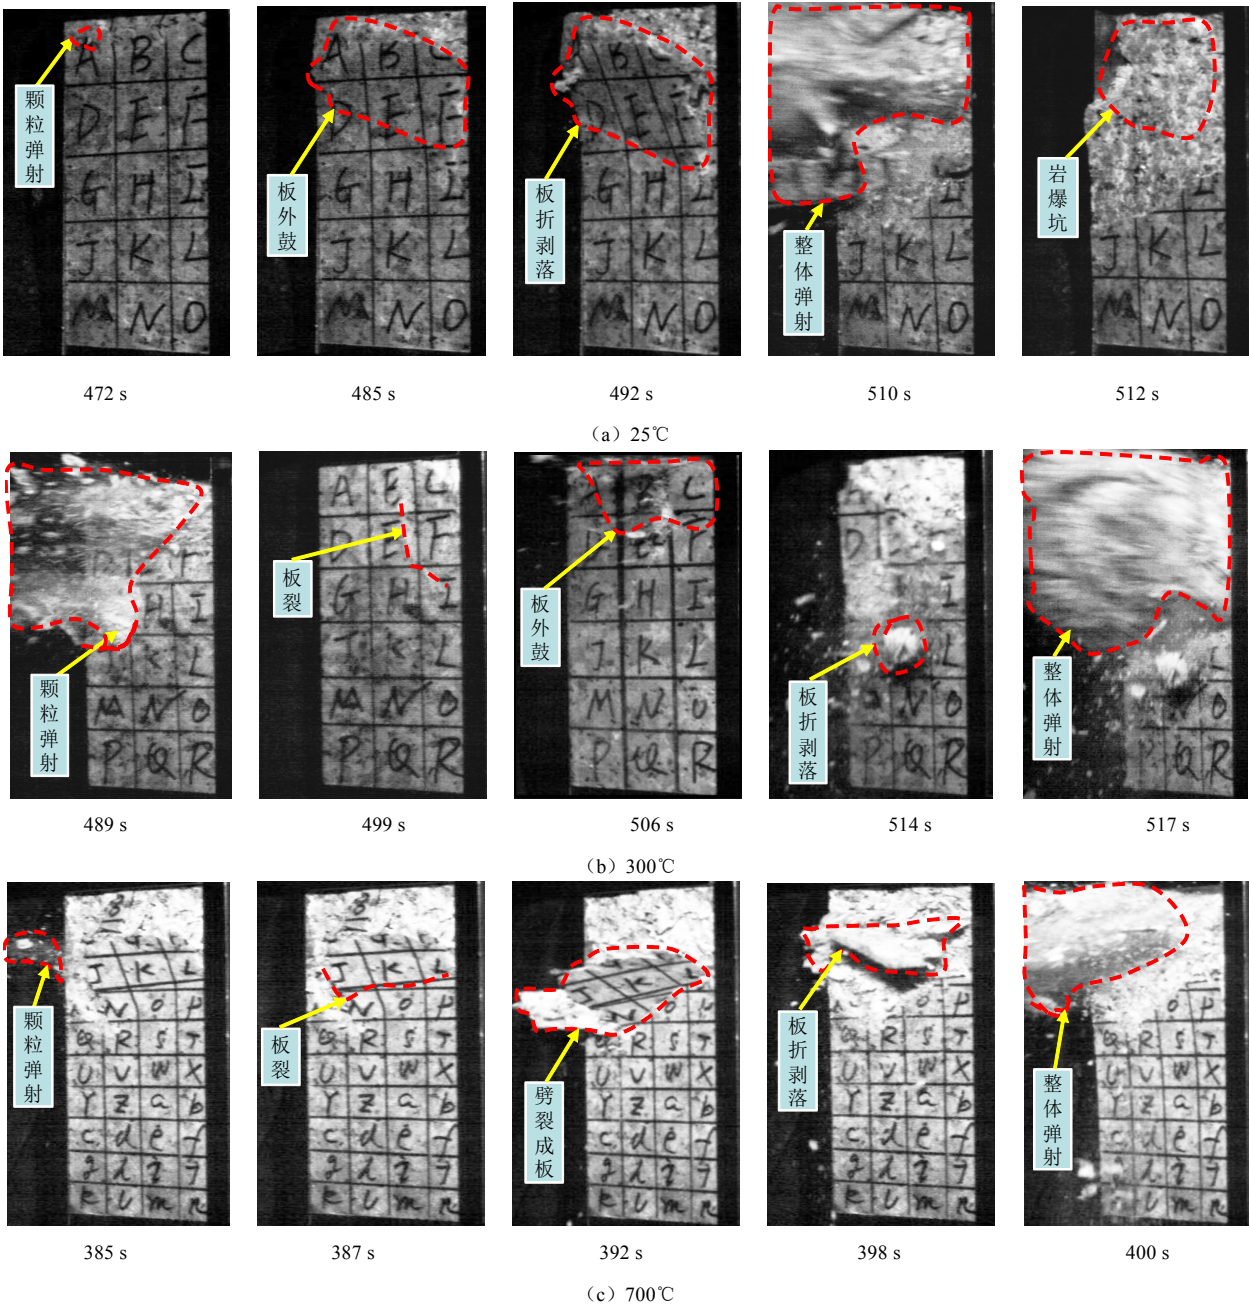 A B C
D E F
G H L
J K L
M N O
颗粒弹射
A B
D E F
G H L
J K L
M N O
板外鼓
B
D E F
G H L
J K L
M N O
板折剥落
L
J K L
M N O
整体弹射
L
J K L
M N O
岩爆坑
472 s
485 s
492 s
510 s
512 s
（a）25℃
I
L
M N O
P Q R
颗粒弹射
A E L
D E F
G H I
J K L
M N O
Q R
板裂
C
G H I
J K L
M N O
P Q R
板外鼓
D
I
L
N O
P Q R
板折剥落
L
N O
P Q R
整体弹射
489 s
499 s
506 s
514 s
517 s
（b）300℃
J K L
N O P
Q R S T
U V W X
Y Z a b
c d e f
颗粒弹射
J K L
N O P
Q R S T
U V W X
Y Z a b
c d e f
板裂
K L
R S T
U V W X
Y Z a b
c d e f
劈裂成板
O P
Q R S T
U V W X
Y Z a b
c d e f
板折剥落
O P
Q R S T
U V W X
Y Z a b
c d e f
整体弹射
385 s
387 s
392 s
398 s
400 s
（c）700℃